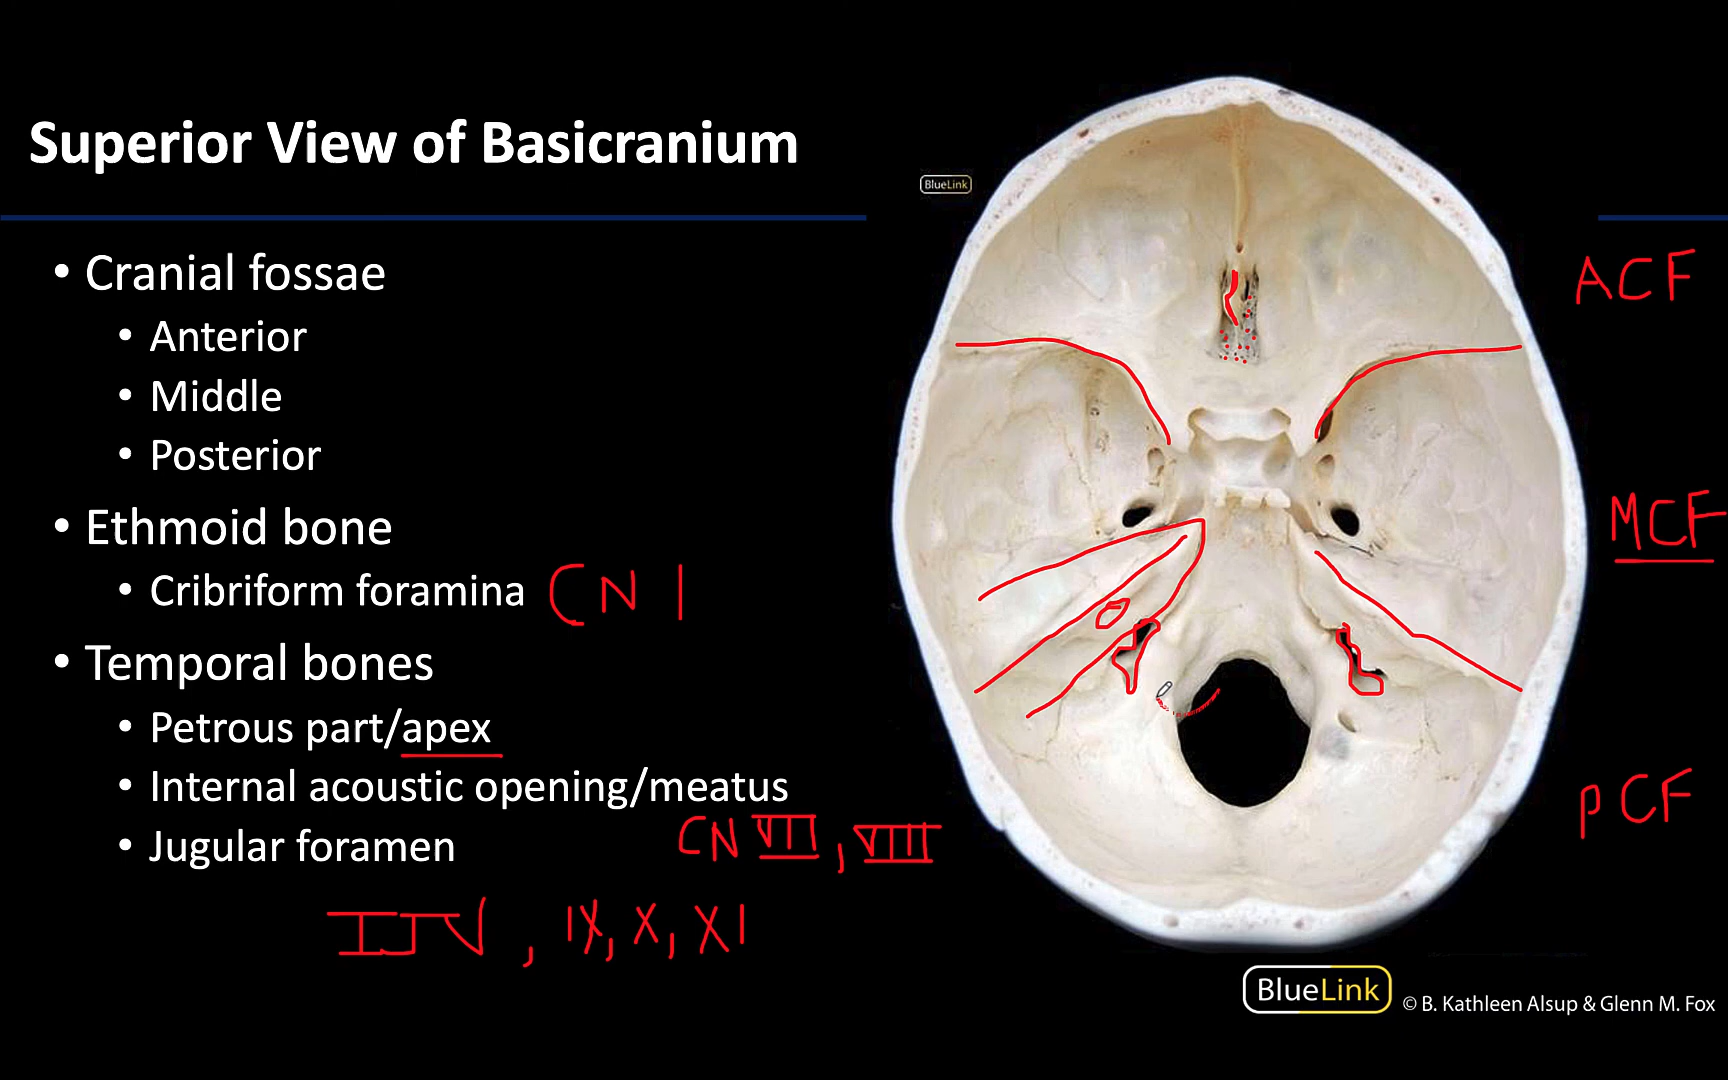 Superior View of Basicranium
BlueLink
• Cranial fossae
ACF
• Anterior
• Middle
• Posterior
• Ethmoid bone
MCF
• Cribriform foramina CN I
• Temporal bones
• Petrous part/apex
• Internal acoustic opening/meatus
PCF
• Jugular foramen CN VII, VIII
IJV, IX, X, XI
BlueLink © B. Kathleen Alsup & Glenn M. Fox